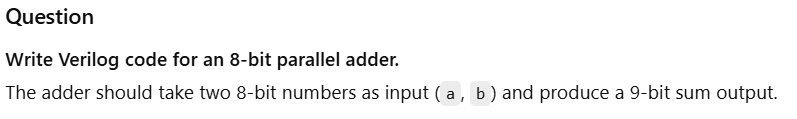 Question
Write Verilog code for an 8-bit parallel adder.
The adder should take two 8-bit numbers as input ( a , b ) and produce a 9-bit sum output.